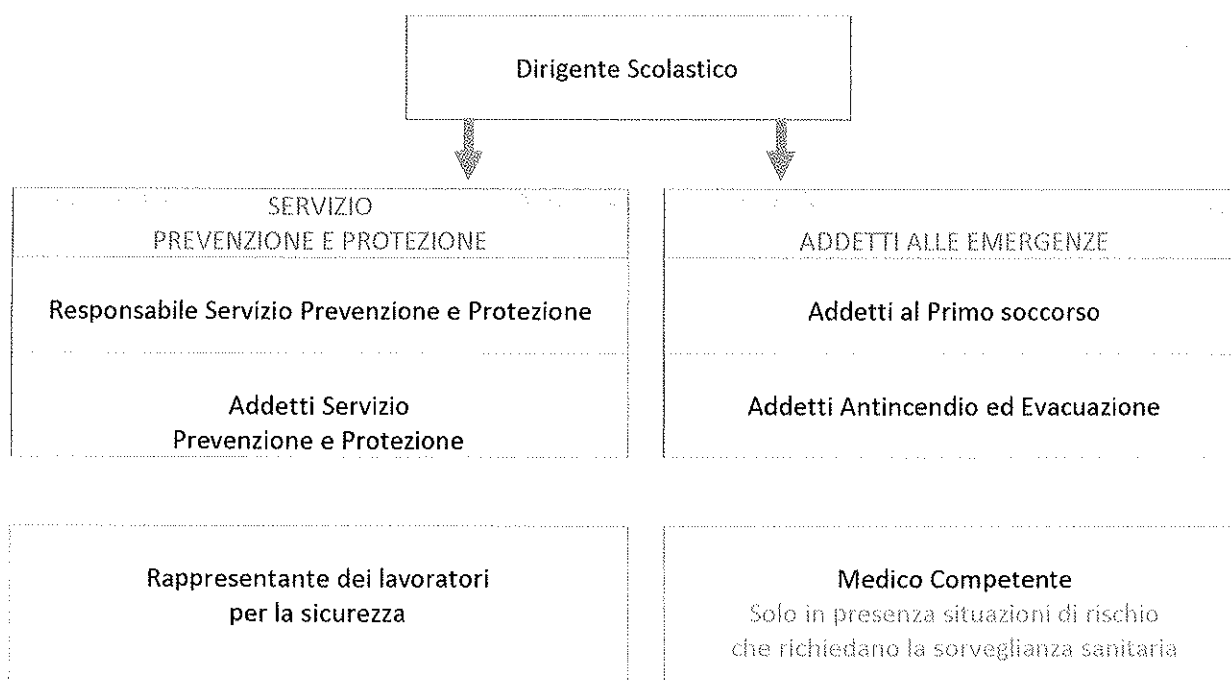 Dirigente Scolastico
SERVIZIO
PREVENZIONE E PROTEZIONE
Responsabile Servizio Prevenzione e Protezione
Addetti Servizio
Prevenzione e Protezione
ADDETTI ALLE EMERGENZE
Addetti al Primo soccorso
Addetti Antincendio ed Evacuazione
Rappresentante dei lavoratori
per la sicurezza
Medico Competente
Solo in presenza situazioni di rischio
che richiedano la sorveglianza sanitaria